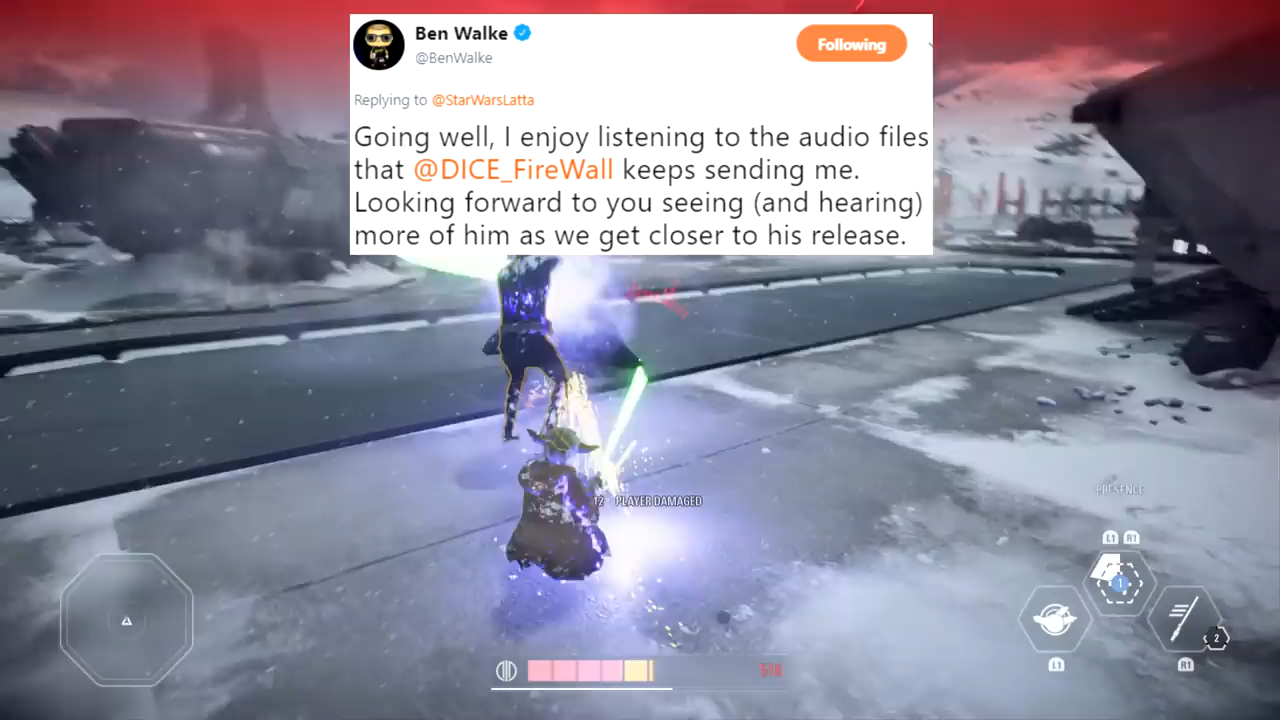 Ben Walke
@BenWalke
Following
Replying to @StarWarsLatta
Going well, I enjoy listening to the audio files
that @DICE_FireWall keeps sending me.
Looking forward to you seeing (and hearing)
more of him as we get closer to his release.
12 PLAYER DAMAGED
PRESENCE
L1 R1
1
2
L1
R1